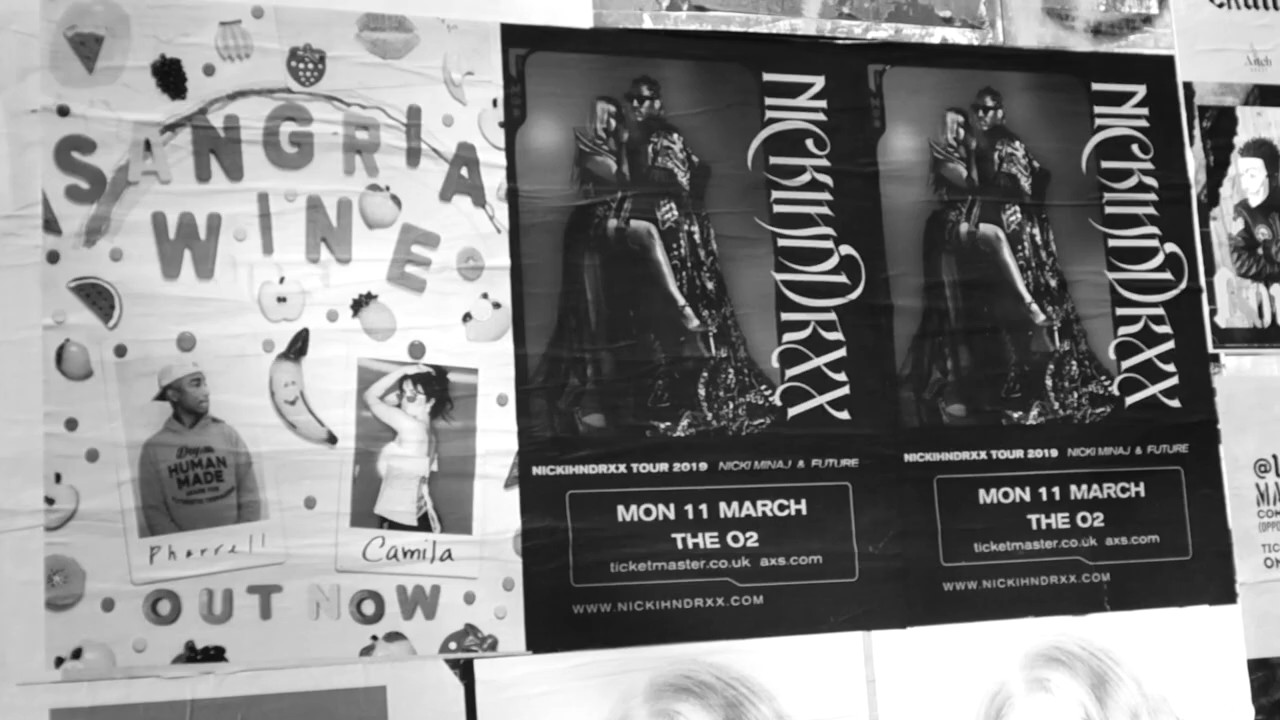 SANGRIA
WINE
Human
Made
Pharrell
Camila
OUT NOW
NICKIHNDRXX
NICKIHNDRXX TOUR 2019 NICKI MINAJ & FUTURE
MON 11 MARCH
THE O2
ticketmaster.co.uk axs.com
WWW.NICKIHNDRXX.COM
NICKIHNDRXX
NICKIHNDRXX TOUR 2019 NICKI MINAJ & FUTURE
MON 11 MARCH
THE O2
ticketmaster.co.uk axs.com
WWW.NICKIHNDRXX.COM